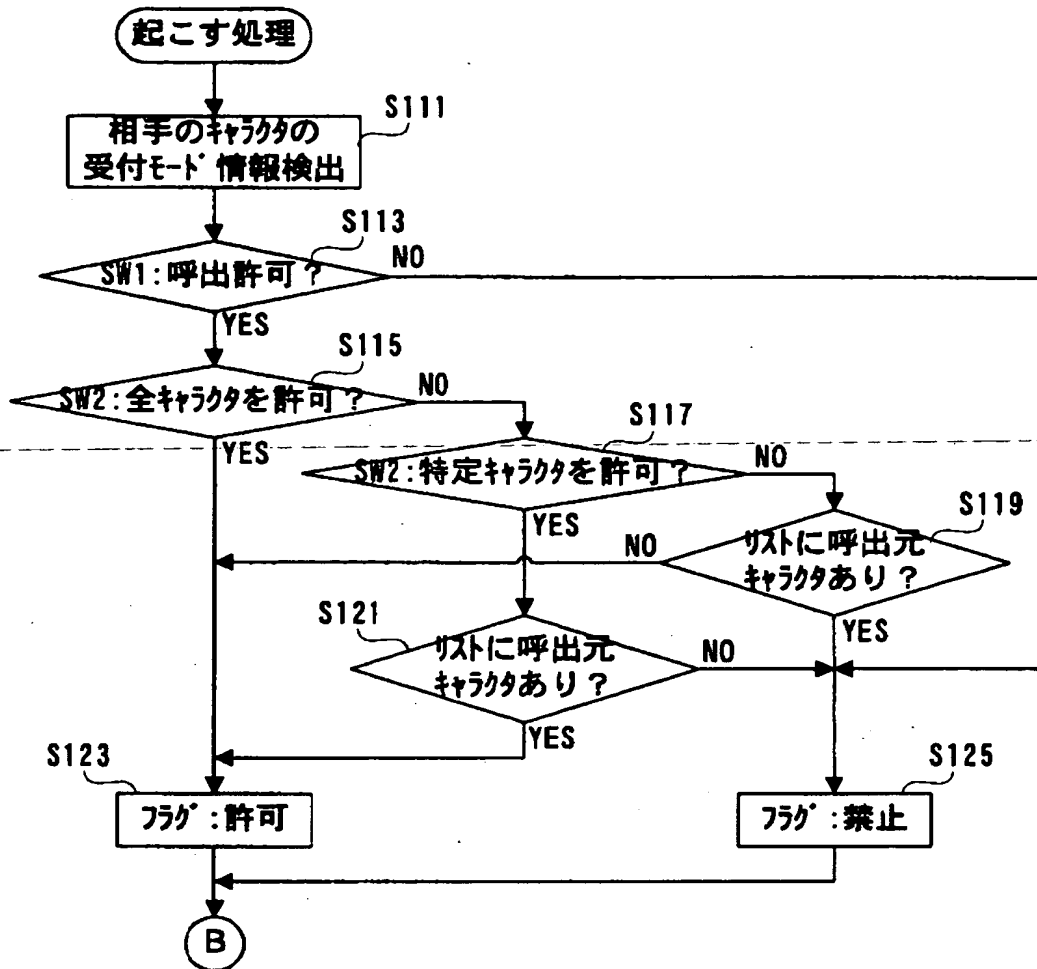 起こす処理
S111
相手のキャラクタの
受付モード情報検出
S113
SW1:呼出許可?
NO
YES
S115
SW2:全キャラクタを許可?
NO
YES
S117
SW2:特定キャラクタを許可?
NO
YES
S119
リストに呼出元
キャラクタあり?
NO
YES
S121
リストに呼出元
キャラクタあり?
NO
YES
S123
フラグ:許可
S125
フラグ:禁止
B